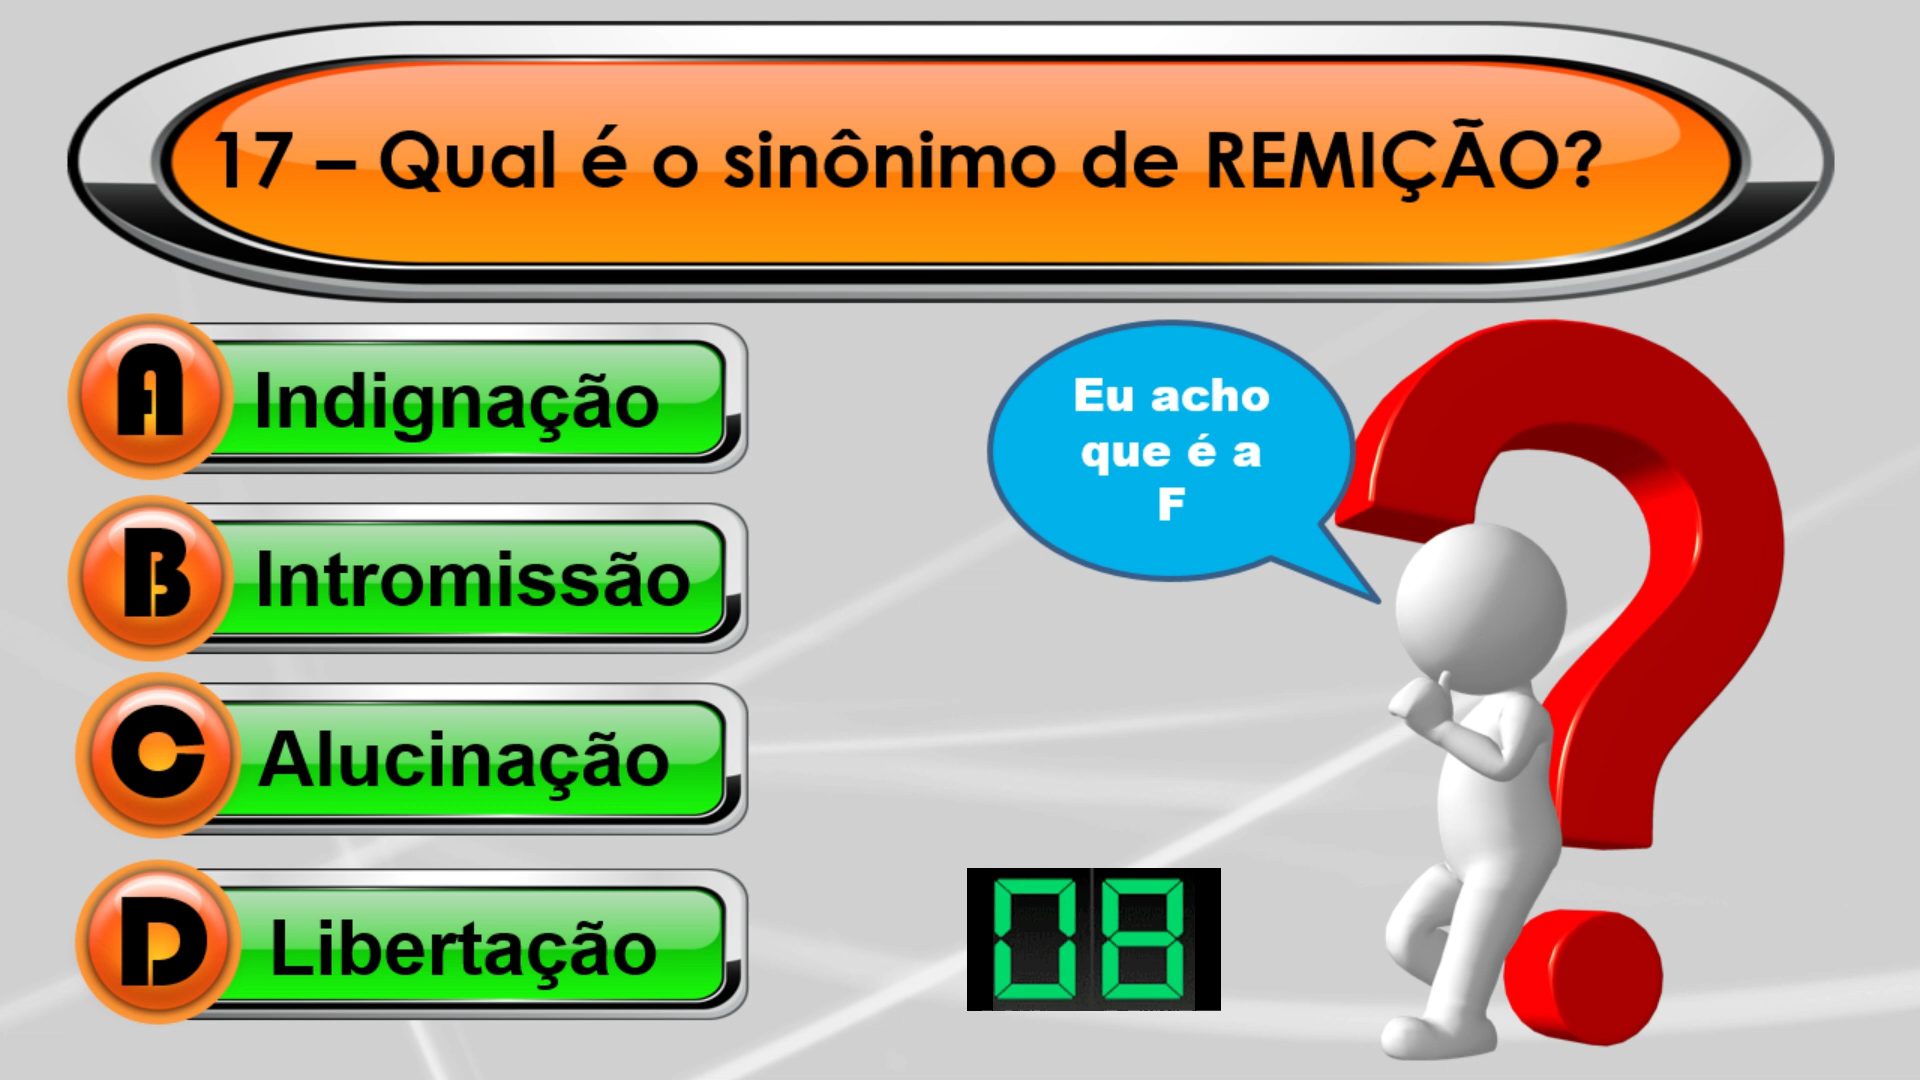 17 – Qual é o sinônimo de REMIÇÃO?
A Indignação
B Intromissão
C Alucinação
D Libertação
Eu acho
que é a
F
08